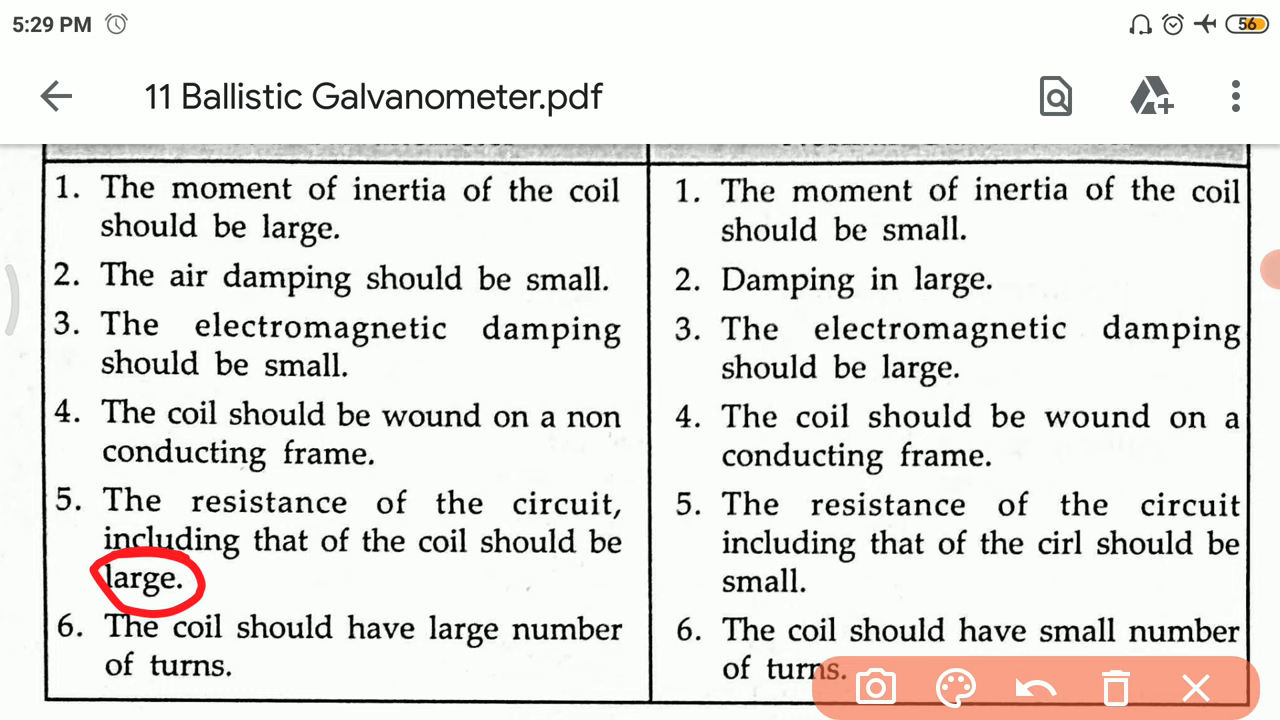 5:29 PM
56
11 Ballistic Galvanometer.pdf
1. The moment of inertia of the coil
should be large.
2. The air damping should be small.
3. The electromagnetic damping
should be small.
4. The coil should be wound on a non
conducting frame.
5. The resistance of the circuit,
including that of the coil should be
large.
6. The coil should have large number
of turns.
1. The moment of inertia of the coil
should be small.
2. Damping in large.
3. The electromagnetic damping
should be large.
4. The coil should be wound on a
conducting frame.
5. The resistance of the circuit
including that of the cirl should be
small.
6. The coil should have small number
of turns.